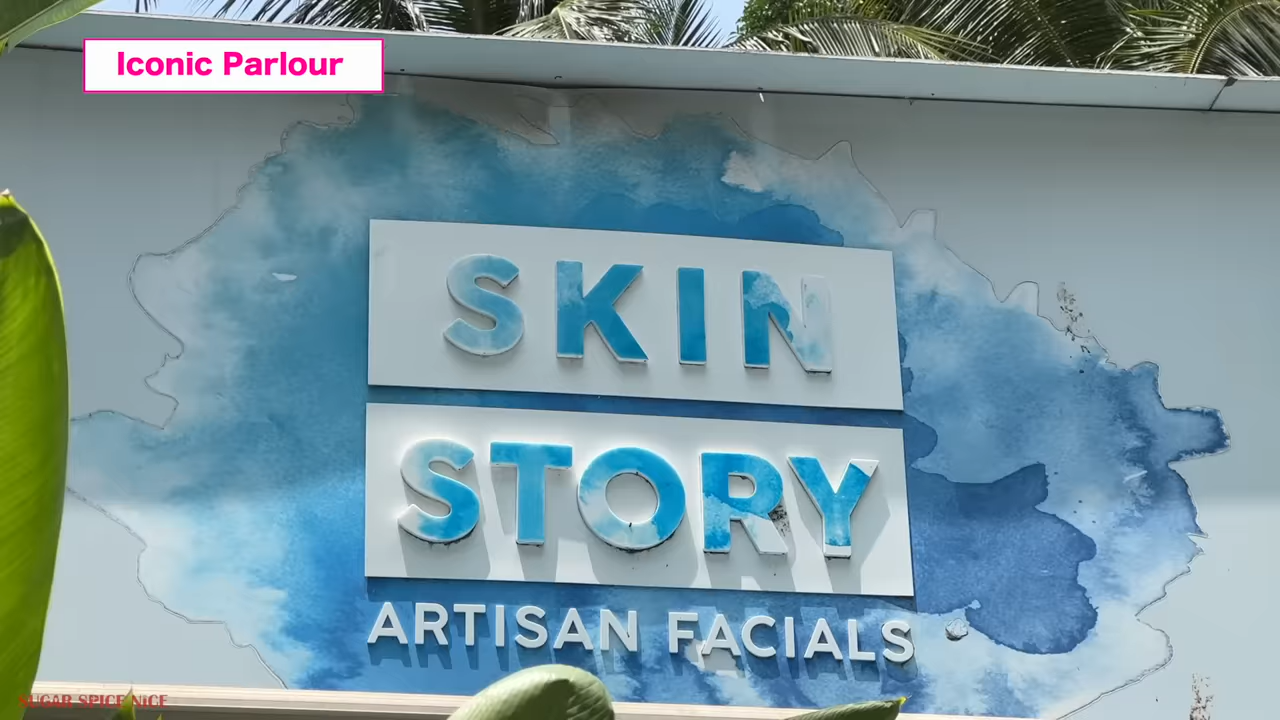 Iconic Parlour
SKIN
STORY
ARTISAN FACIALS
SUGAR SPICE NICE